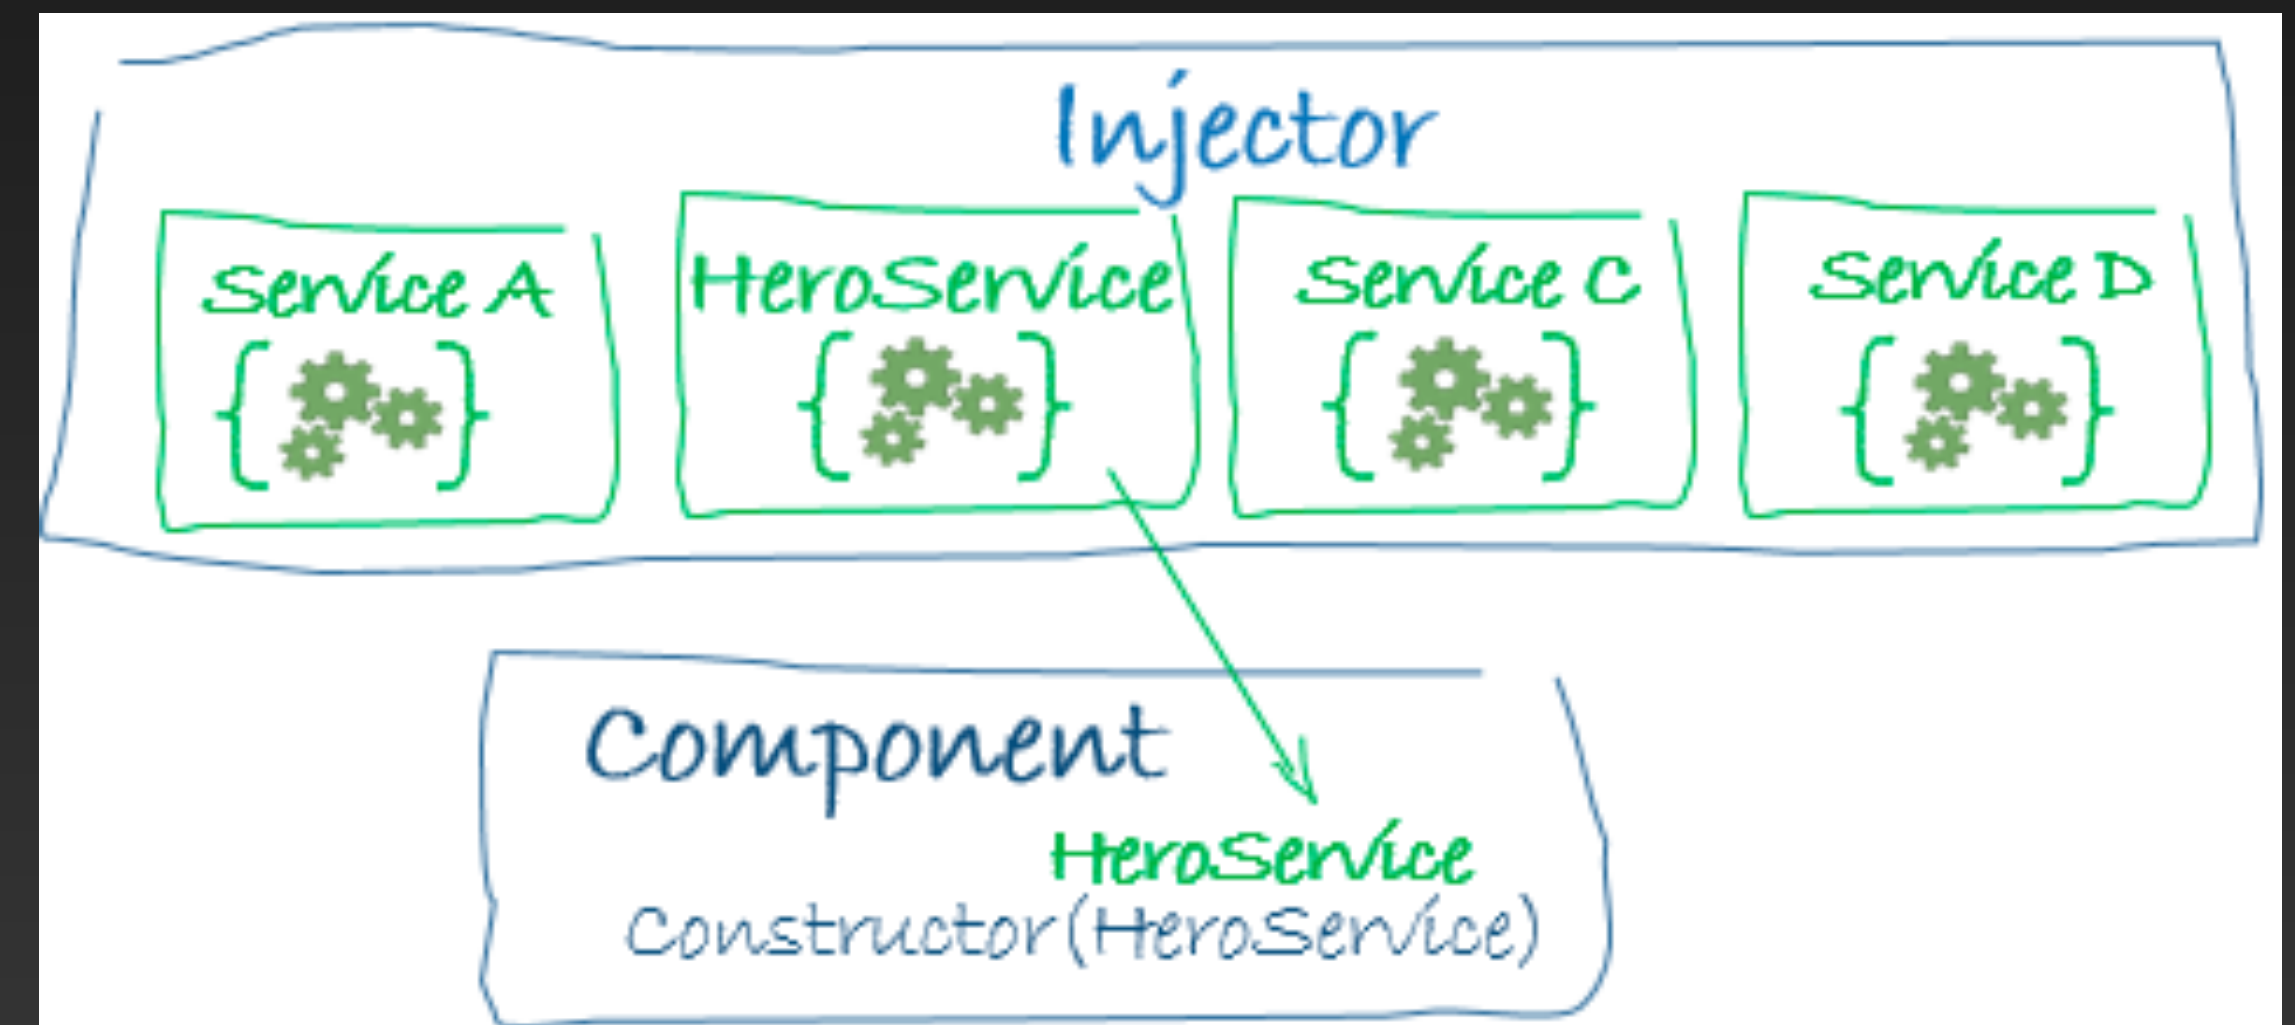 Injector
Service A
HeroService
Service C
Service D
Component
HeroService
Constructor(HeroService)